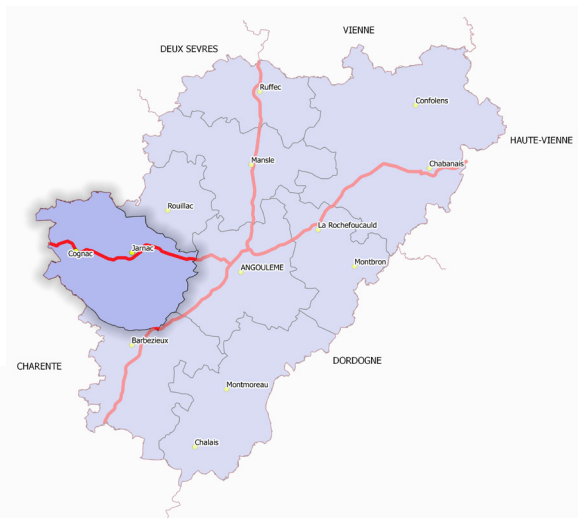 VIENNE
DEUX SEVRES
Ruffec
Confolens
HAUTE-VIENNE
Mansle
Chabanais
Rouillac
La Rochefoucauld
Jarnac
Cognac
Montbron
ANGOULEME
Barbezieux
DORDOGNE
CHARENTE
Montmoreau
Chalais